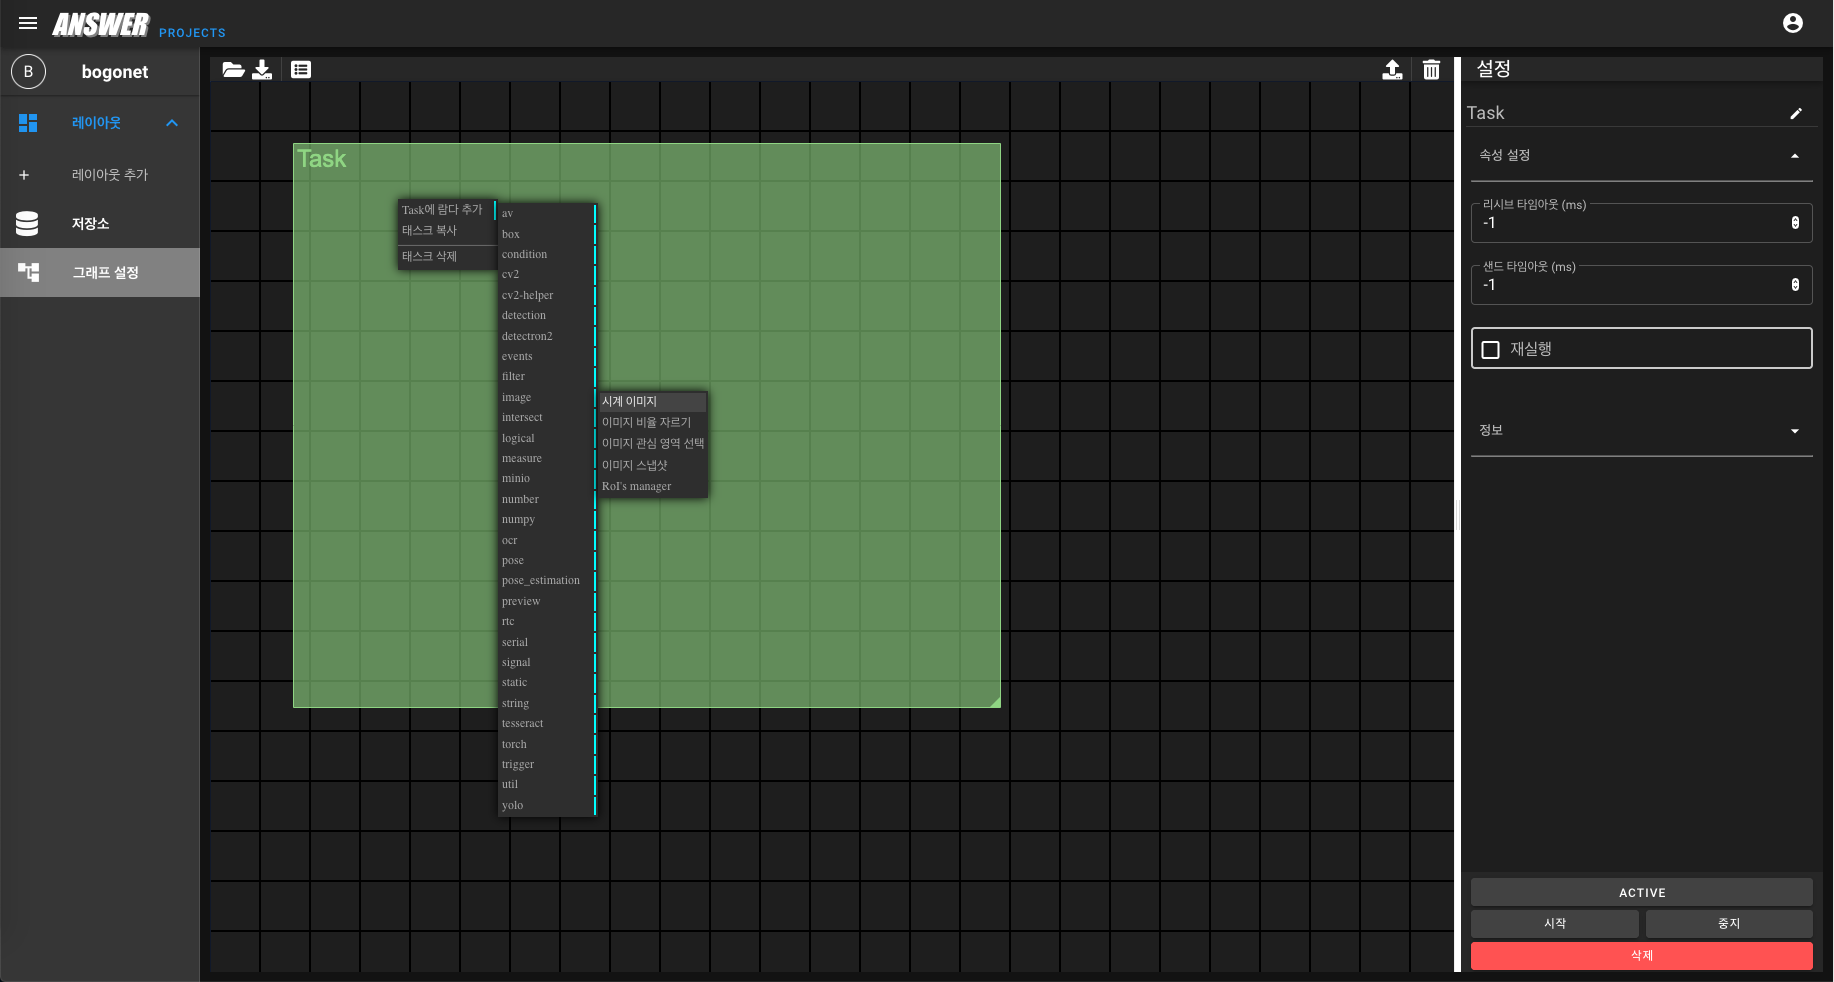 ANSWER PROJECTS
B bogonet
레이아웃
레이아웃 추가
저장소
그래프 설정
Task
Task에 람다 추가
태스크 복사
태스크 삭제
av
box
condition
cv2
cv2-helper
detection
detectron2
events
filter
image
intersect
logical
measure
minio
number
numpy
ocr
pose
pose_estimation
preview
rtc
serial
signal
static
string
tesseract
torch
trigger
util
yolo
시계 이미지
이미지 비율 자르기
이미지 관심 영역 선택
이미지 스냅샷
RoI's manager
설정
Task
속성 설정
리시브 타임아웃 (ms)
-1
샌드 타임아웃 (ms)
-1
재실행
정보
ACTIVE
시작 중지
삭제